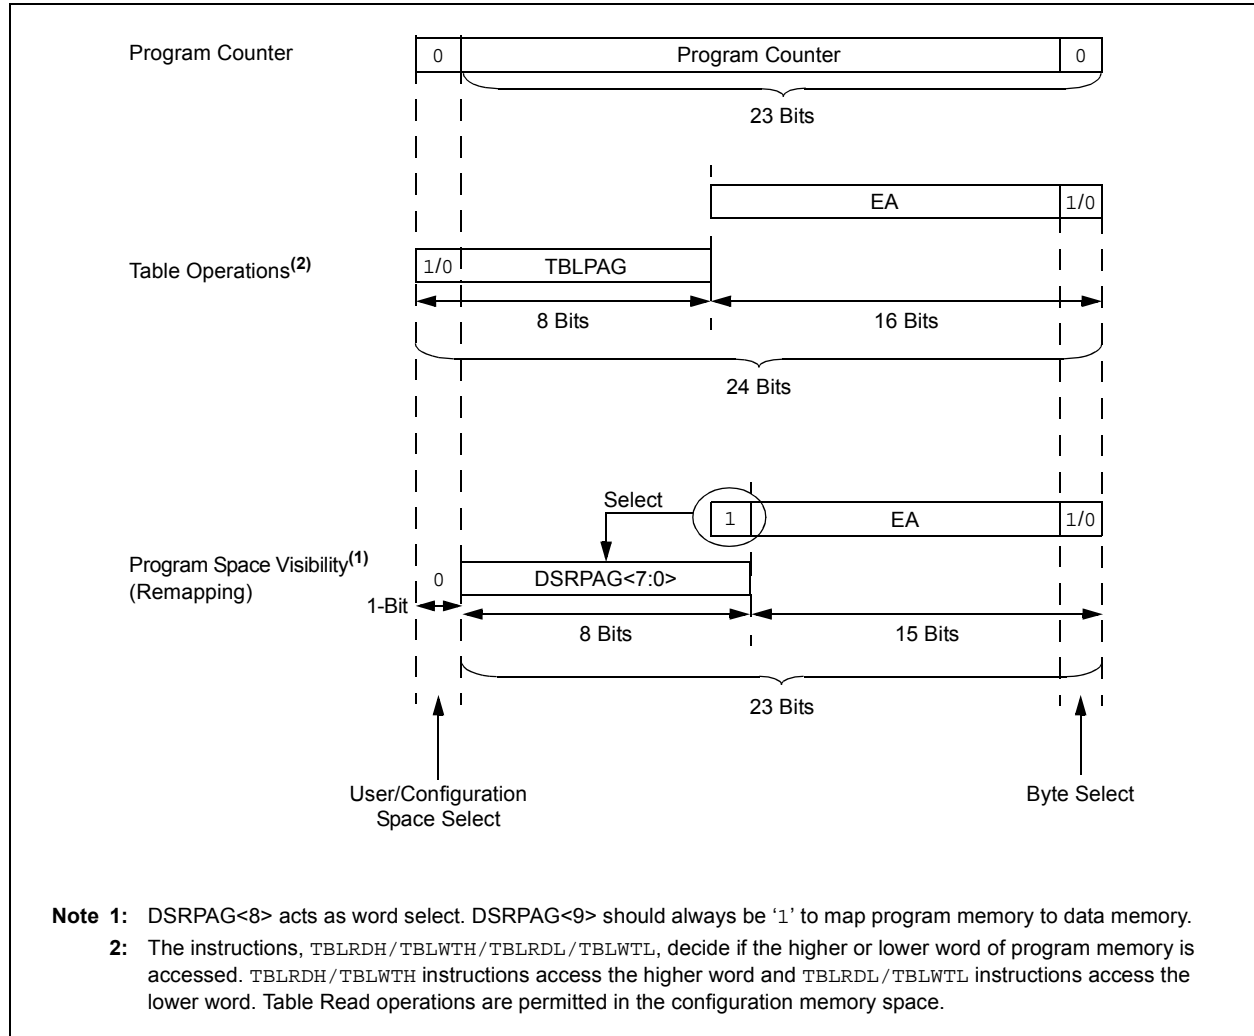 Program Counter
0
Program Counter
0
23 Bits
EA
1/0
Table Operations(2)
1/0
TBLPAG
8 Bits
16 Bits
24 Bits
Select
1
EA
1/0
Program Space Visibility(1)
(Remapping)
0
DSRPAG<7:0>
1-Bit
8 Bits
15 Bits
23 Bits
User/Configuration
Space Select
Byte Select
Note 1: DSRPAG<8> acts as word select. DSRPAG<9> should always be ‘1’ to map program memory to data memory.
2: The instructions, TBLRDH/TBLWTH/TBLRDL/TBLWTL, decide if the higher or lower word of program memory is
accessed. TBLRDH/TBLWTH instructions access the higher word and TBLRDL/TBLWTL instructions access the
lower word. Table Read operations are permitted in the configuration memory space.